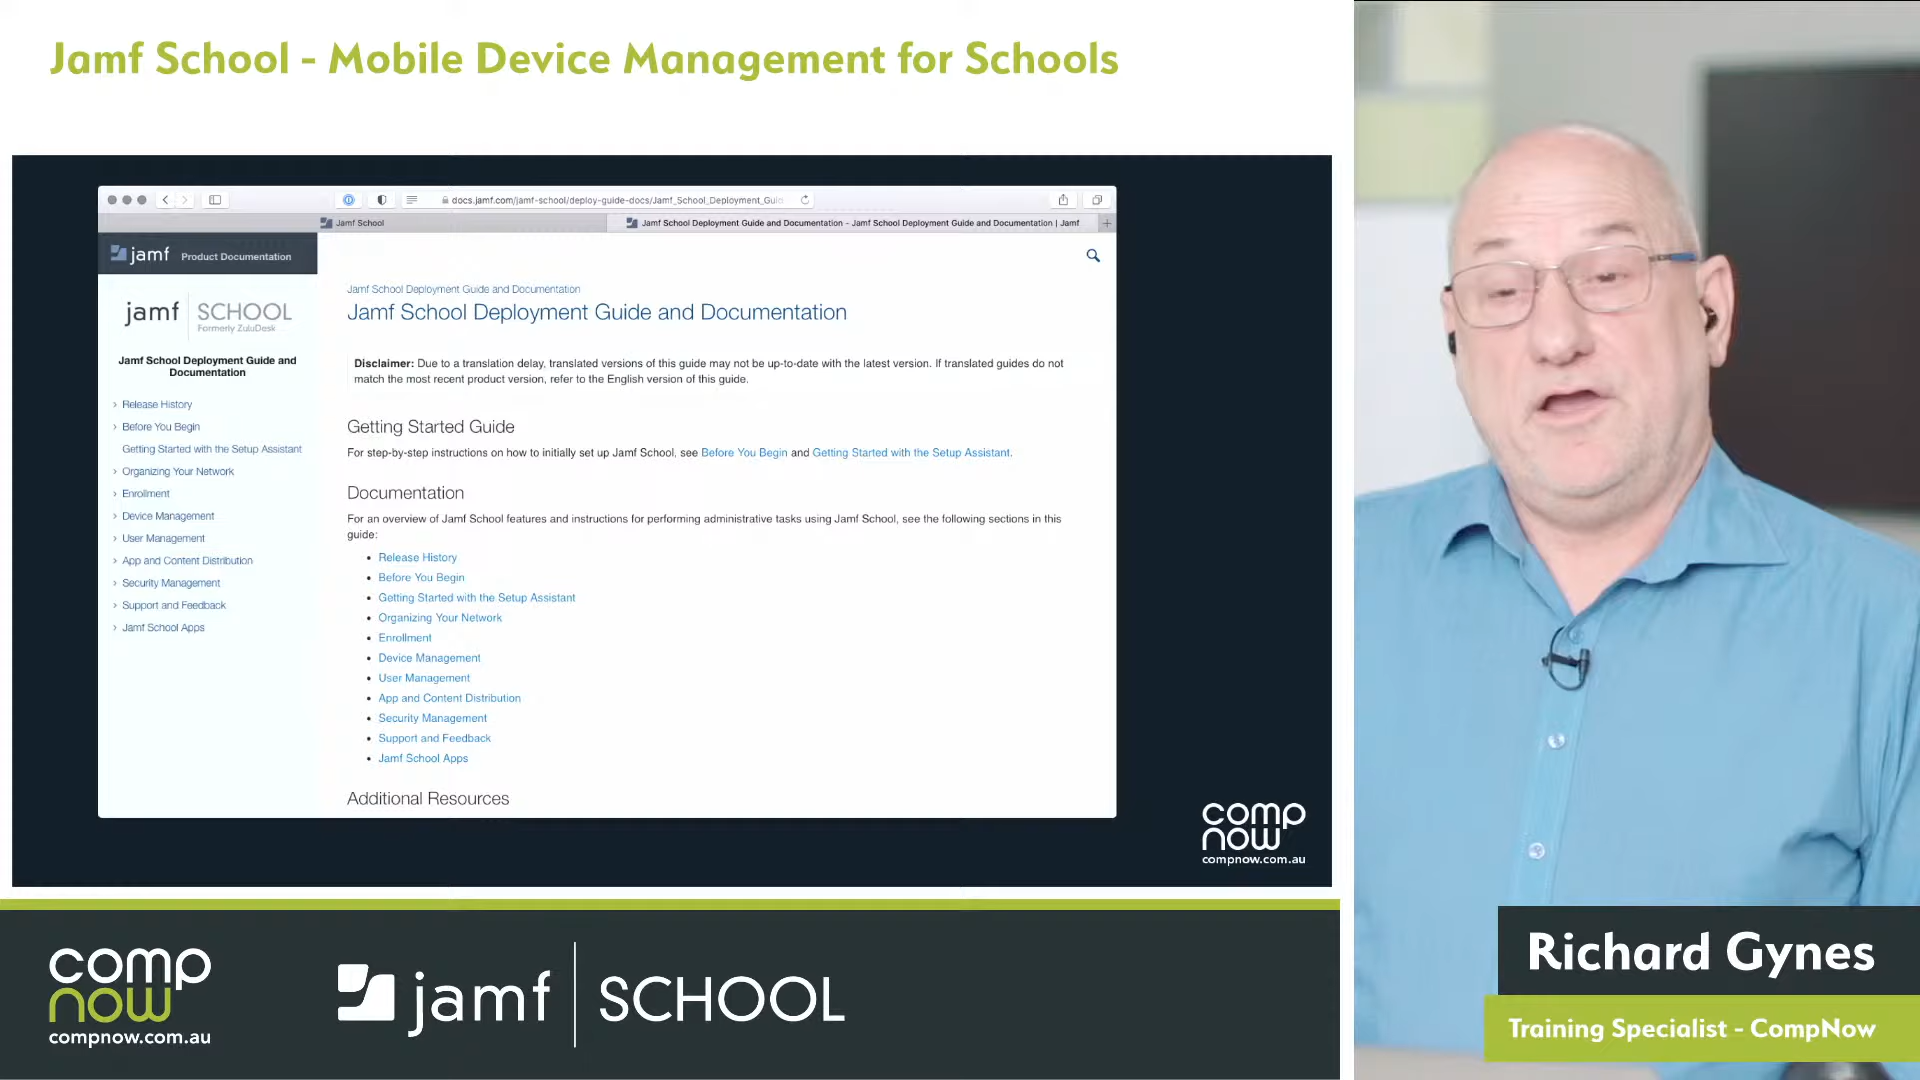 Jamf School - Mobile Device Management for Schools
docs.jamf.com/jamf-school/deploy-guide-docs/Jamf_School_Deployment_Guid
Jamf School
Jamf School Deployment Guide and Documentation – Jamf School Deployment Guide and Documentation | Jamf
jamf Product Documentation
jamf SCHOOL
Formerly ZuluDesk
Jamf School Deployment Guide and
Documentation
Release History
Before You Begin
Getting Started with the Setup Assistant
Organizing Your Network
Enrollment
Device Management
User Management
App and Content Distribution
Security Management
Support and Feedback
Jamf School Apps
Jamf School Deployment Guide and Documentation
Jamf School Deployment Guide and Documentation
Disclaimer: Due to a translation delay, translated versions of this guide may not be up-to-date with the latest version. If translated guides do not
match the most recent product version, refer to the English version of this guide.
Getting Started Guide
For step-by-step instructions on how to initially set up Jamf School, see Before You Begin and Getting Started with the Setup Assistant.
Documentation
For an overview of Jamf School features and instructions for performing administrative tasks using Jamf School, see the following sections in this
guide:
• Release History
• Before You Begin
• Getting Started with the Setup Assistant
• Organizing Your Network
• Enrollment
• Device Management
• User Management
• App and Content Distribution
• Security Management
• Support and Feedback
• Jamf School Apps
Additional Resources
comp
now
compnow.com.au
comp
now
compnow.com.au
jamf SCHOOL
Richard Gynes
Training Specialist - CompNow